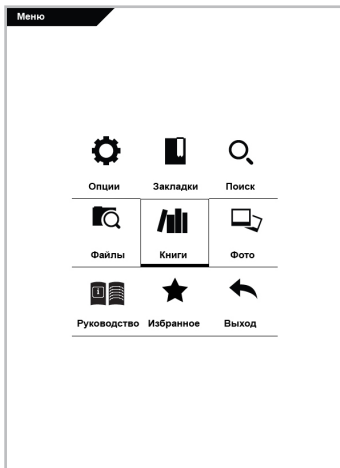 Меню
Опции Закладки Поиск
Файлы Книги Фото
Руководство Избранное Выход